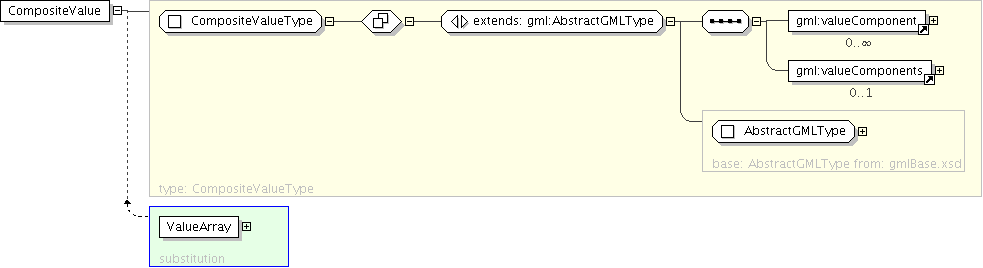 CompositeValue
CompositeValueType
extends: gml:AbstractGMLType
gml:valueComponent
0..∞
gml:valueComponents
0..1
AbstractGMLType
base: AbstractGMLType from: gmlBase.xsd
type: CompositeValueType
ValueArray
substitution